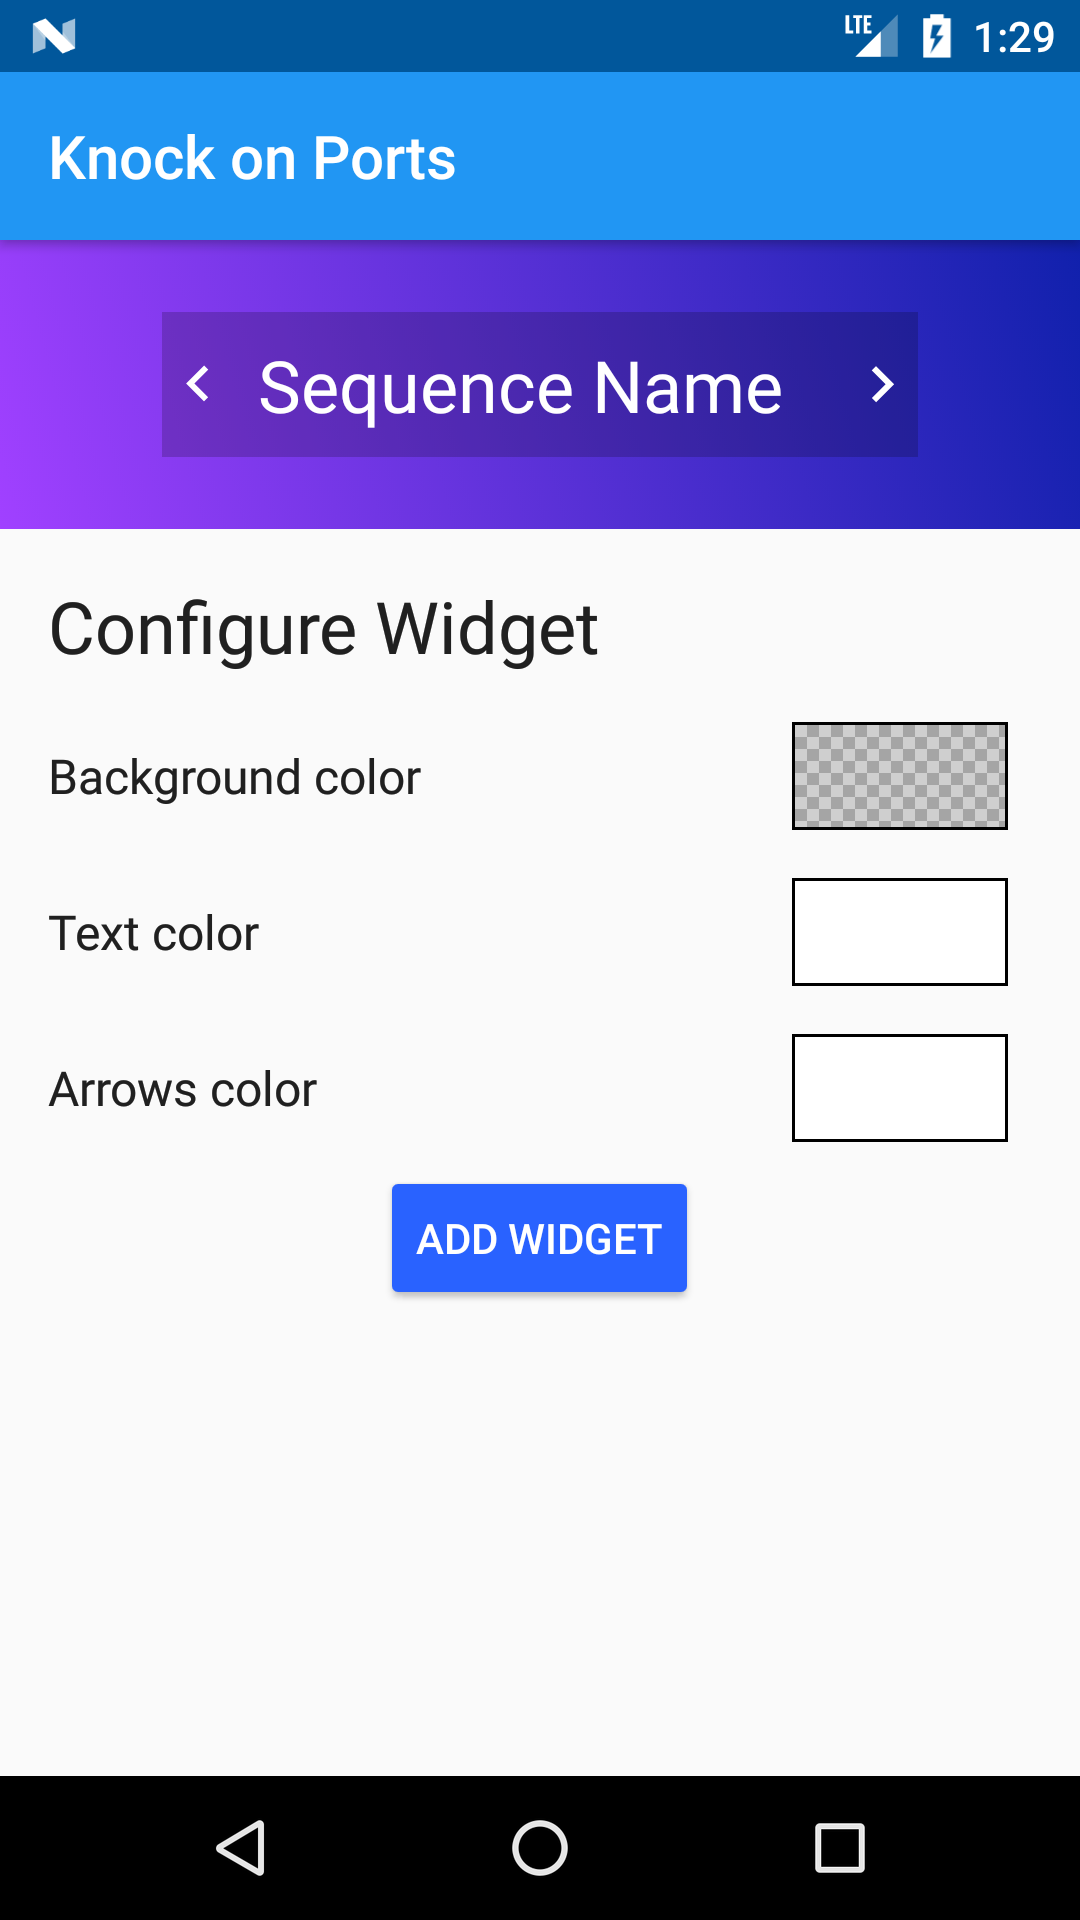 LTE 1:29
Knock on Ports
Sequence Name
Configure Widget
Background color
Text color
Arrows color
ADD WIDGET